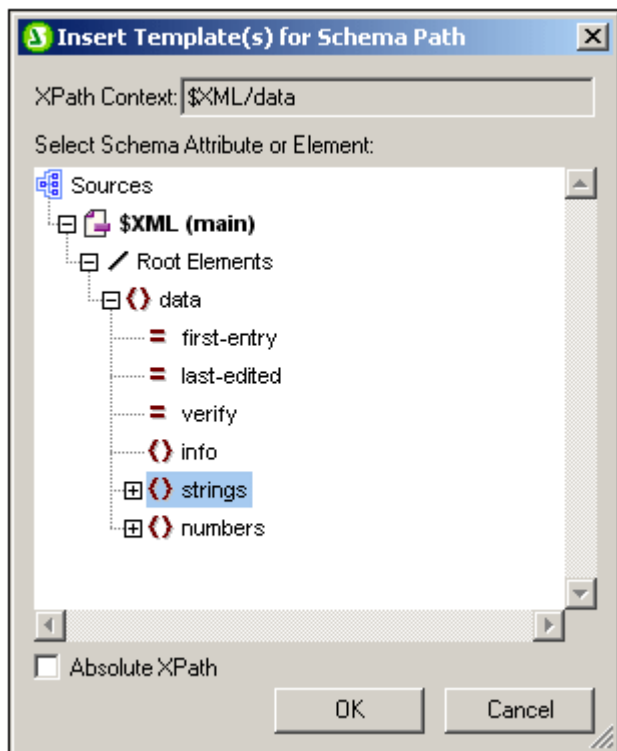 Insert Template(s) for Schema Path
XPath Context: $XML/data
Select Schema Attribute or Element:
Sources
$XML (main)
Root Elements
data
first-entry
last-edited
verify
info
strings
numbers
Absolute XPath
OK Cancel